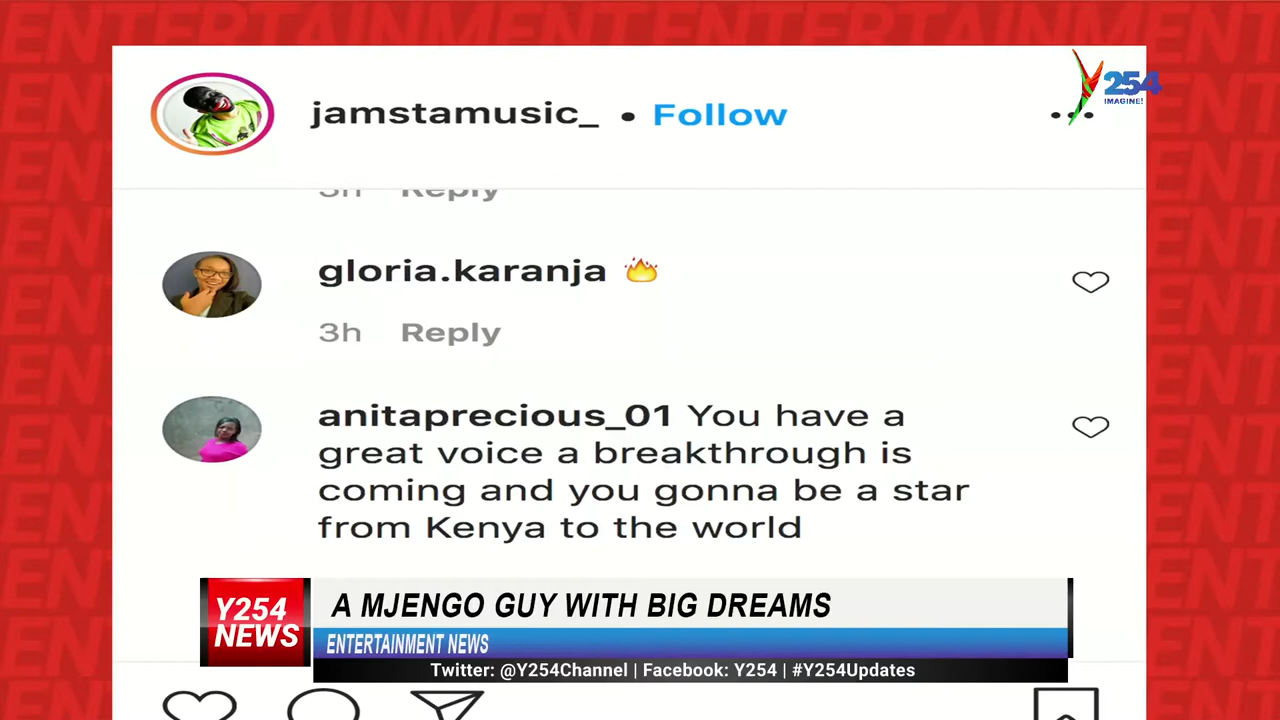 ENTERTAINMENT
Y254
IMAGINE!
jamstamusic_ • Follow
3h Reply
gloria.karanja 🔥
3h Reply
anitaprecious_01 You have a
great voice a breakthrough is
coming and you gonna be a star
from Kenya to the world
Y254
NEWS
A MJENGO GUY WITH BIG DREAMS
ENTERTAINMENT NEWS
Twitter: @Y254Channel | Facebook: Y254 | #Y254Updates